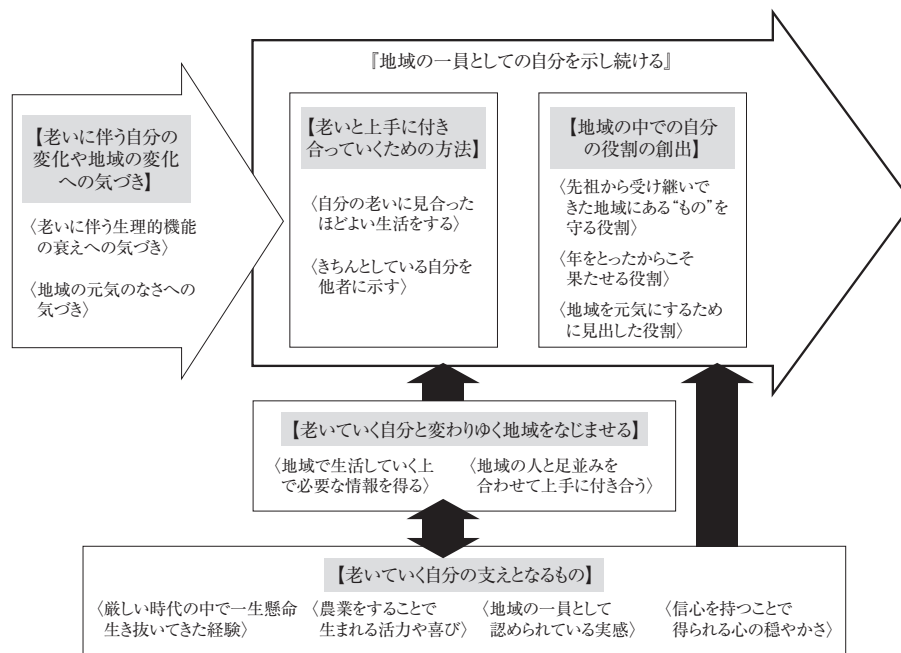 『地域の一員としての自分を示し続ける』
【老いに伴う自分の
変化や地域の変化
への気づき】
〈老いに伴う生理的機能
の衰えへの気づき〉
〈地域の元気のなさへの
気づき〉
【老いと上手に付き
合っていくための方法】
〈自分の老いに見合った
ほどよい生活をする〉
〈きちんとしている自分を
他者に示す〉
【地域の中での自分
の役割の創出】
〈先祖から受け継いで
きた地域にある“もの”を
守る役割〉
〈年をとったからこそ
果たせる役割〉
〈地域を元気にするため
に見出した役割〉
【老いていく自分と変わりゆく地域をなじませる】
〈地域で生活していく上
で必要な情報を得る〉
〈地域の人と足並みを
合わせて上手に付き合う〉
【老いていく自分の支えとなるもの】
〈厳しい時代の中で一生懸命
生き抜いてきた経験〉
〈農業をすることで
生まれる活力や喜び〉
〈地域の一員として
認められている実感〉
〈信心を持つことで
得られる心の穏やかさ〉